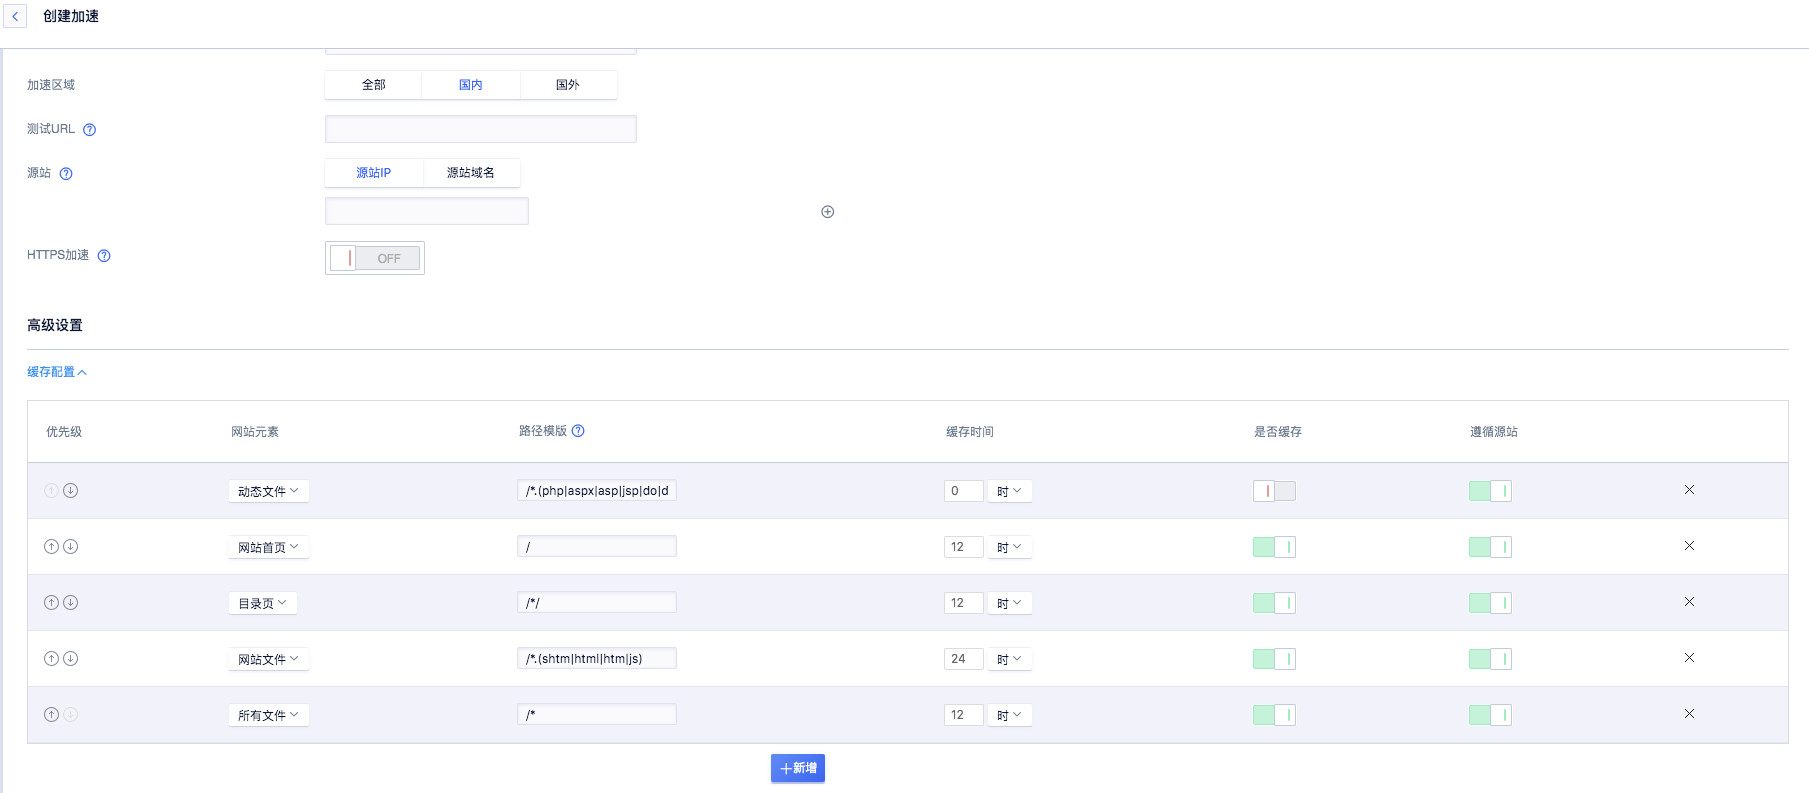 创建加速
加速区域 全部 国内 国外
测试URL
源站 源站IP 源站域名
HTTPS加速 OFF
高级设置
缓存配置
优先级 网站元素 路径模版 缓存时间 是否缓存 遵循源站
动态文件 /*.(php|aspx|asp|jsp|do|d 0 时
网站首页 / 12 时
目录页 /*/ 12 时
网站文件 /*.(shtm|html|htm|js) 24 时
所有文件 /* 12 时
+新增